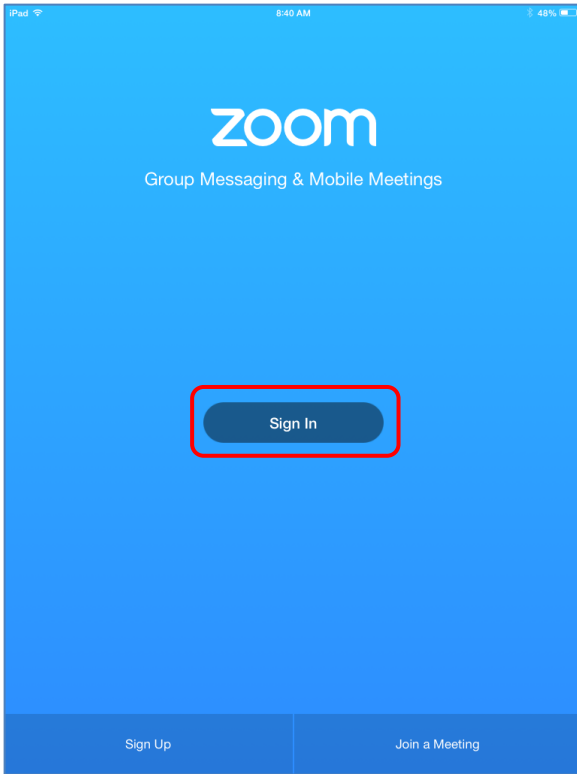 iPad 8:40 AM 48%
zoom
Group Messaging & Mobile Meetings
Sign In
Sign Up Join a Meeting